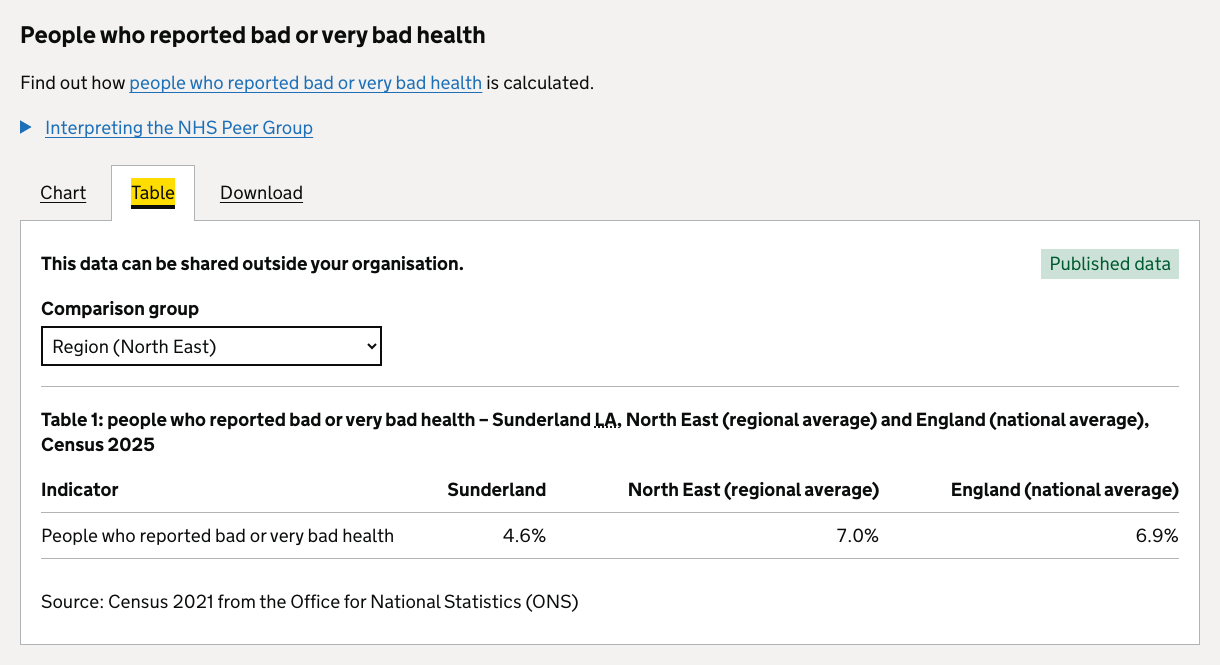 People who reported bad or very bad health
Find out how people who reported bad or very bad health is calculated.
Interpreting the NHS Peer Group
Chart Table Download
This data can be shared outside your organisation. Published data
Comparison group
Region (North East)
Table 1: people who reported bad or very bad health – Sunderland LA, North East (regional average) and England (national average),
Census 2025
Indicator Sunderland North East (regional average) England (national average)
People who reported bad or very bad health 4.6% 7.0% 6.9%
Source: Census 2021 from the Office for National Statistics (ONS)